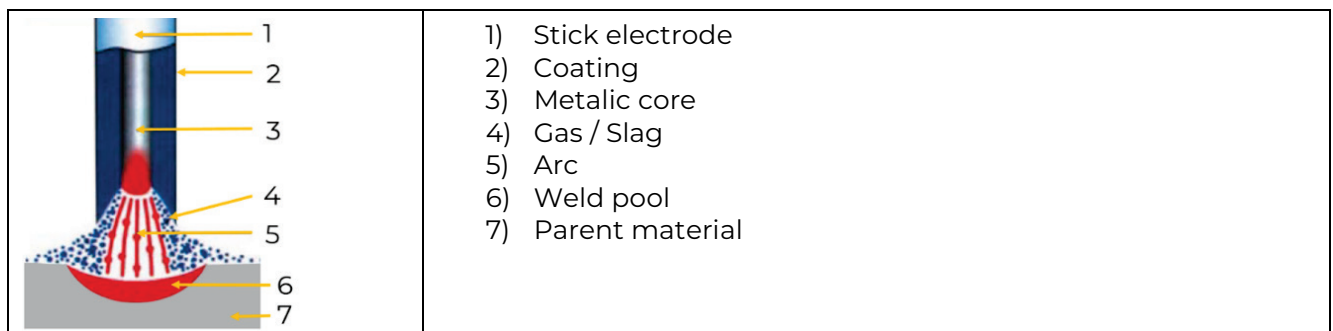 1
2
3
4
5
6
7
1) Stick electrode
2) Coating
3) Metalic core
4) Gas / Slag
5) Arc
6) Weld pool
7) Parent material